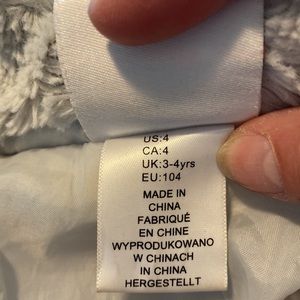 US:4
CA:4
UK:3-4yrs
EU:104
MADE IN
CHINA
FABRIQUÉ
EN CHINE
WYPRODUKOWANO
W CHINACH
IN CHINA
HERGESTELLT